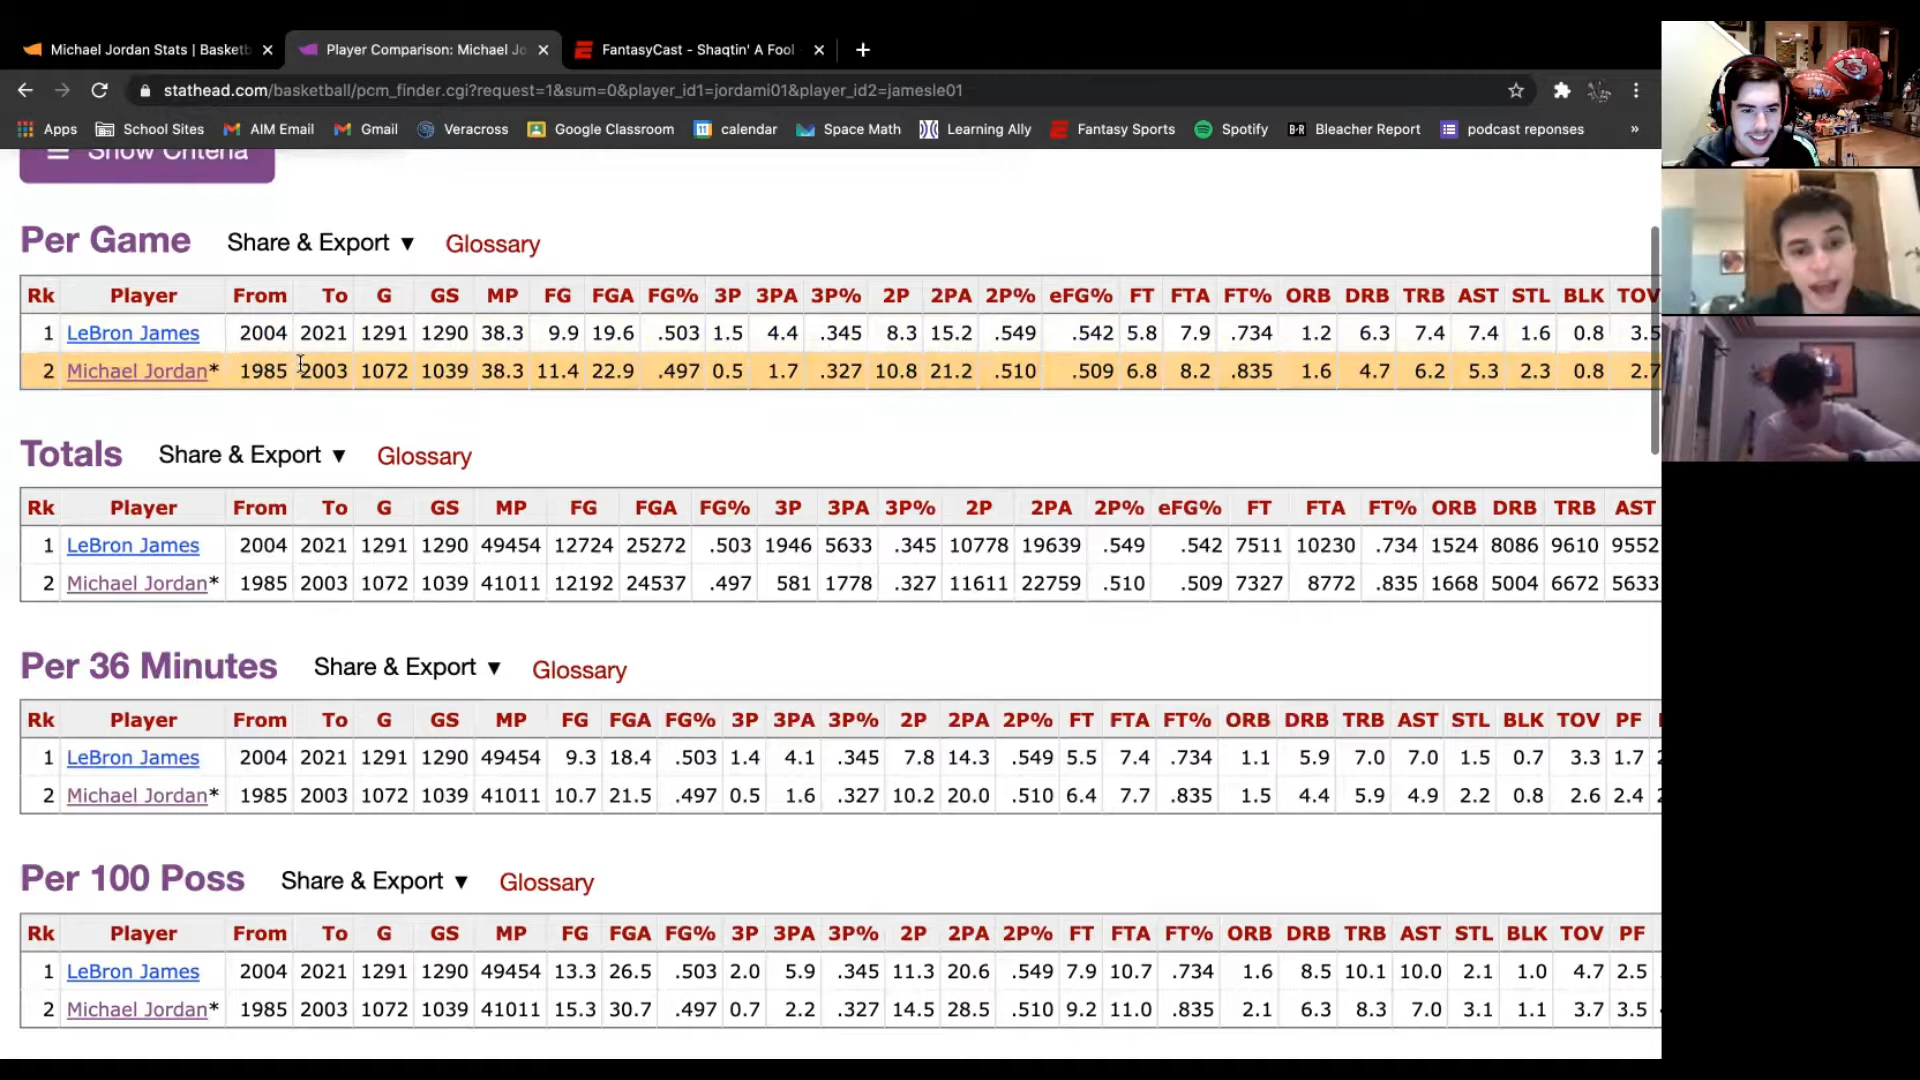 Michael Jordan Stats | Basketb
Player Comparison: Michael Jo
FantasyCast - Shaqtin' A Fool
stathead.com/basketball/pcm_finder.cgi?request=1&sum=0&player_id1=jordami01&player_id2=jamesle01
Apps School Sites AIM Email Gmail Veracross Google Classroom calendar Space Math Learning Ally Fantasy Sports Spotify B·R Bleacher Report podcast reponses »
Show Criteria
Per Game Share & Export ▼ Glossary
Rk Player From To G GS MP FG FGA FG% 3P 3PA 3P% 2P 2PA 2P% eFG% FT FTA FT% ORB DRB TRB AST STL BLK TOV
1 LeBron James 2004 2021 1291 1290 38.3 9.9 19.6 .503 1.5 4.4 .345 8.3 15.2 .549 .542 5.8 7.9 .734 1.2 6.3 7.4 7.4 1.6 0.8 3.5
2 Michael Jordan* 1985 2003 1072 1039 38.3 11.4 22.9 .497 0.5 1.7 .327 10.8 21.2 .510 .509 6.8 8.2 .835 1.6 4.7 6.2 5.3 2.3 0.8 2.7
Totals Share & Export ▼ Glossary
Rk Player From To G GS MP FG FGA FG% 3P 3PA 3P% 2P 2PA 2P% eFG% FT FTA FT% ORB DRB TRB AST
1 LeBron James 2004 2021 1291 1290 49454 12724 25272 .503 1946 5633 .345 10778 19639 .549 .542 7511 10230 .734 1524 8086 9610 9552
2 Michael Jordan* 1985 2003 1072 1039 41011 12192 24537 .497 581 1778 .327 11611 22759 .510 .509 7327 8772 .835 1668 5004 6672 5633
Per 36 Minutes Share & Export ▼ Glossary
Rk Player From To G GS MP FG FGA FG% 3P 3PA 3P% 2P 2PA 2P% FT FTA FT% ORB DRB TRB AST STL BLK TOV PF
1 LeBron James 2004 2021 1291 1290 49454 9.3 18.4 .503 1.4 4.1 .345 7.8 14.3 .549 5.5 7.4 .734 1.1 5.9 7.0 7.0 1.5 0.7 3.3 1.7
2 Michael Jordan* 1985 2003 1072 1039 41011 10.7 21.5 .497 0.5 1.6 .327 10.2 20.0 .510 6.4 7.7 .835 1.5 4.4 5.9 4.9 2.2 0.8 2.6 2.4
Per 100 Poss Share & Export ▼ Glossary
Rk Player From To G GS MP FG FGA FG% 3P 3PA 3P% 2P 2PA 2P% FT FTA FT% ORB DRB TRB AST STL BLK TOV PF
1 LeBron James 2004 2021 1291 1290 49454 13.3 26.5 .503 2.0 5.9 .345 11.3 20.6 .549 7.9 10.7 .734 1.6 8.5 10.1 10.0 2.1 1.0 4.7 2.5
2 Michael Jordan* 1985 2003 1072 1039 41011 15.3 30.7 .497 0.7 2.2 .327 14.5 28.5 .510 9.2 11.0 .835 2.1 6.3 8.3 7.0 3.1 1.1 3.7 3.5